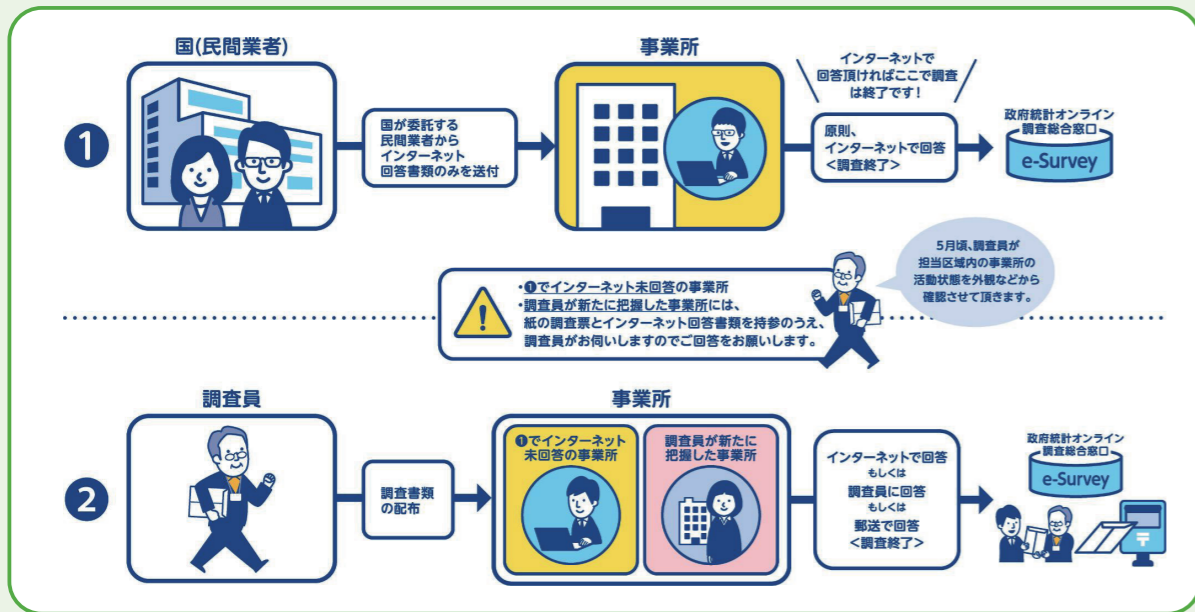 国(民間業者)
事業所
❶
国が委託する
民間業者から
インターネット
回答書類のみを送付
インターネットで
回答頂ければここで調査
は終了です!
原則、
インターネットで回答
<調査終了>
政府統計オンライン
調査総合窓口
e-Survey
・❶でインターネット未回答の事業所
・調査員が新たに把握した事業所には、
紙の調査票とインターネット回答書類を持参のうえ、
調査員がお伺いしますのでご回答をお願いします。
5月頃、調査員が
担当区域内の事業所の
活動状態を外観などから
確認させて頂きます。
調査員
事業所
❷
調査書類
の配布
❶でインターネット
未回答の事業所
調査員が新たに
把握した事業所
インターネットで回答
もしくは
調査員に回答
もしくは
郵送で回答
<調査終了>
政府統計オンライン
調査総合窓口
e-Survey
〒